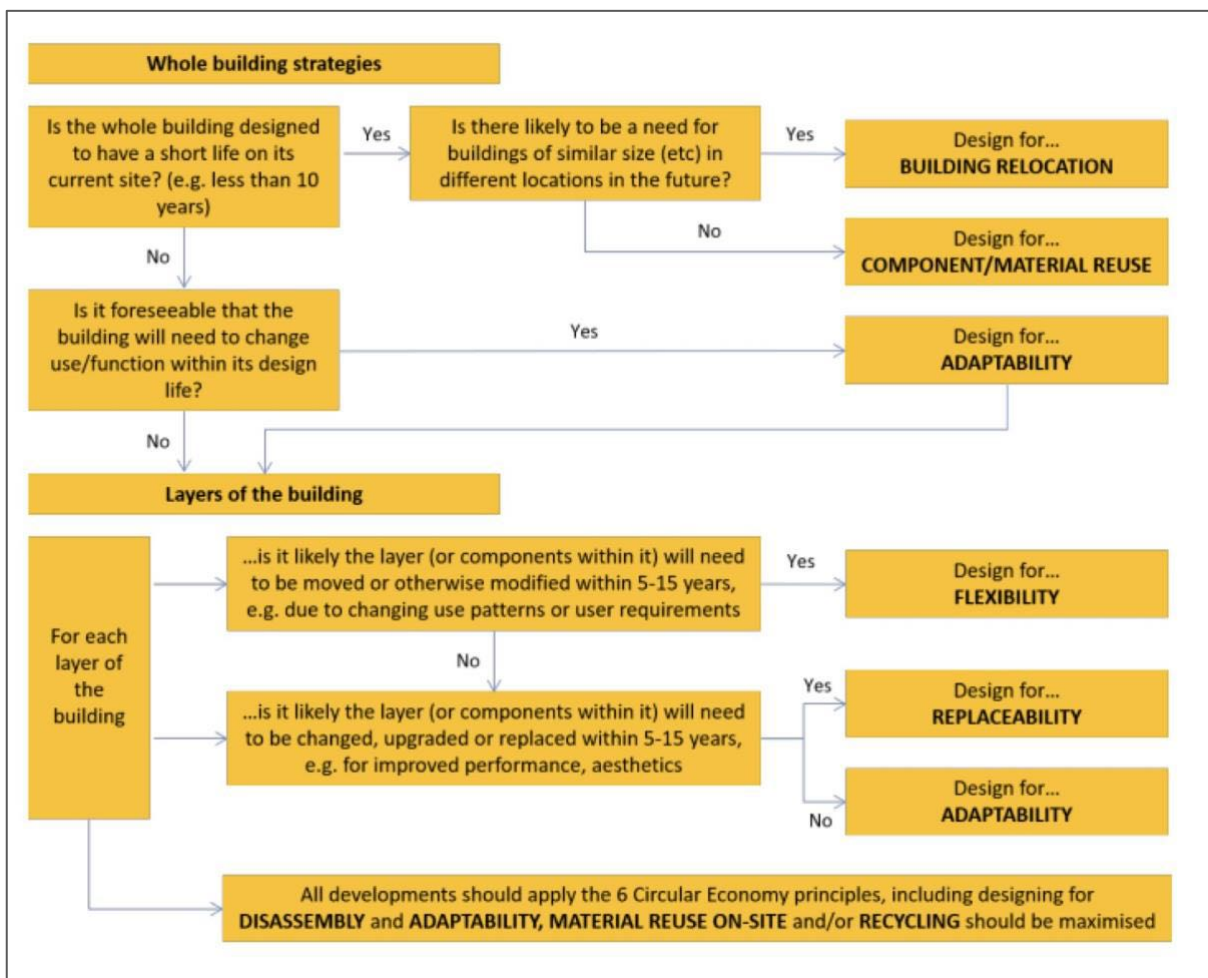 Whole building strategies
Is the whole building designed
to have a short life on its
current site? (e.g. less than 10
years)
Yes
Is there likely to be a need for
buildings of similar size (etc) in
different locations in the future?
Yes
Design for...
BUILDING RELOCATION
No
Design for...
COMPONENT/MATERIAL REUSE
No
Is it foreseeable that the
building will need to change
use/function within its design
life?
Yes
Design for...
ADAPTABILITY
No
Layers of the building
For each
layer of
the
building
...is it likely the layer (or components within it) will need
to be moved or otherwise modified within 5-15 years,
e.g. due to changing use patterns or user requirements
Yes
Design for...
FLEXIBILITY
No
...is it likely the layer (or components within it) will need
to be changed, upgraded or replaced within 5-15 years,
e.g. for improved performance, aesthetics
Yes
Design for...
REPLACEABILITY
No
Design for...
ADAPTABILITY
All developments should apply the 6 Circular Economy principles, including designing for
DISASSEMBLY and ADAPTABILITY, MATERIAL REUSE ON-SITE and/or RECYCLING should be maximised